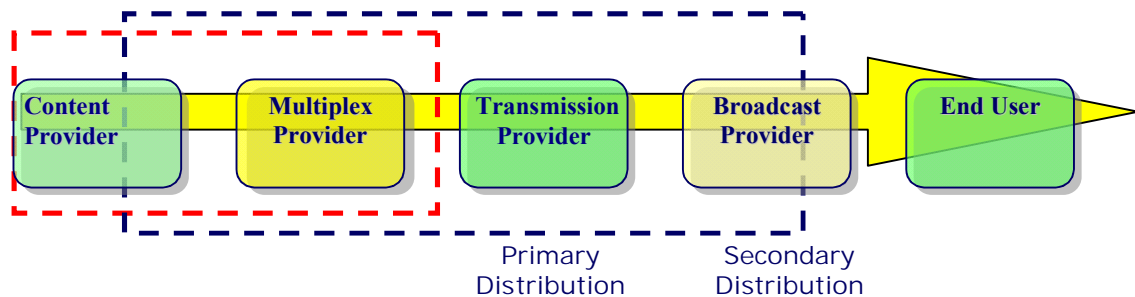 Content
Provider
Multiplex
Provider
Transmission
Provider
Broadcast
Provider
End User
Primary
Distribution
Secondary
Distribution